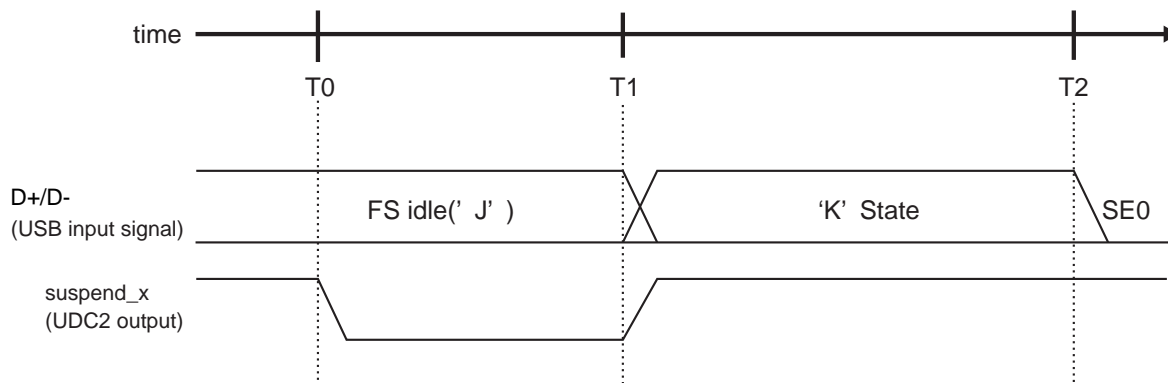 time
T0 T1 T2
D+/D-
FS idle(' J' ) 'K' State SE0
(USB input signal)
suspend_x
(UDC2 output)